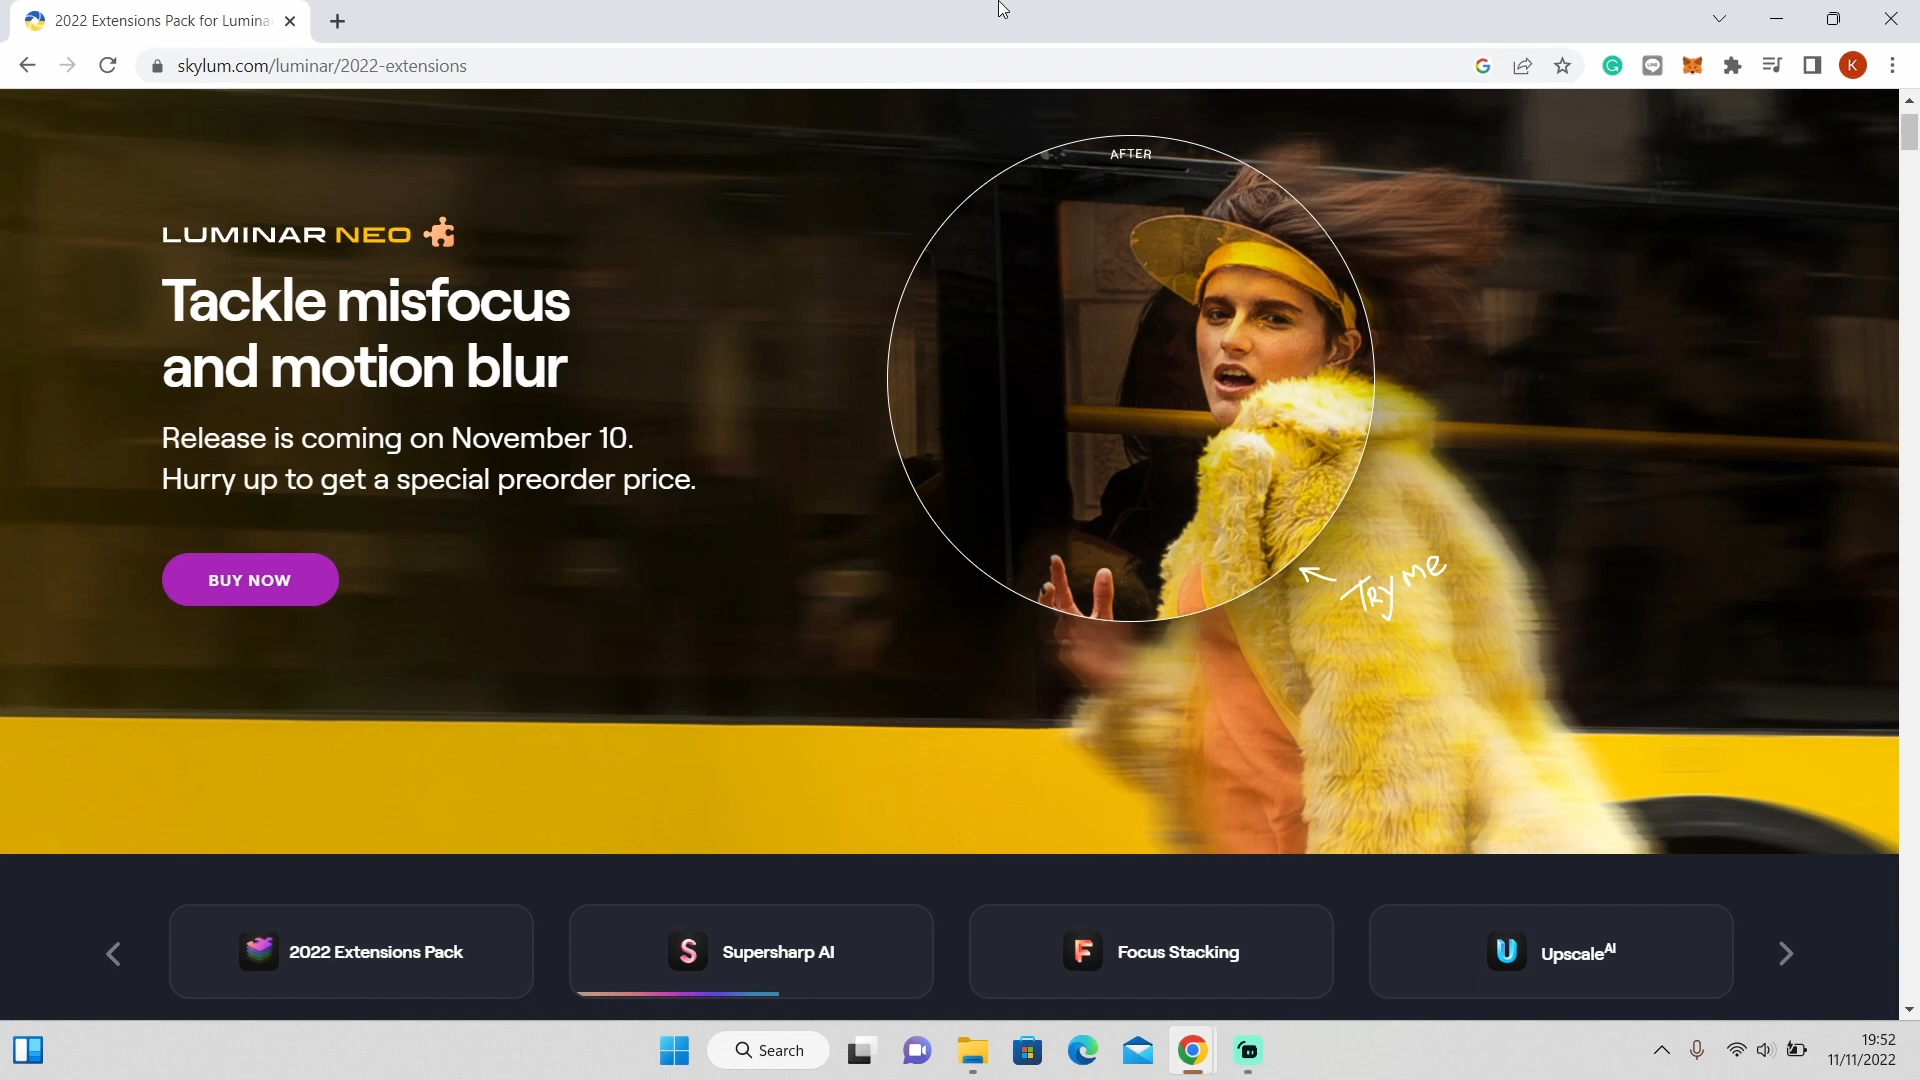 2022 Extensions Pack for Lumina
skylum.com/luminar/2022-extensions
K
AFTER
LUMINAR NEO
Tackle misfocus
and motion blur
Release is coming on November 10.
Hurry up to get a special preorder price.
TRY ME
BUY NOW
2022 Extensions Pack
S Supersharp AI
F Focus Stacking
U UpscaleAI
Search
19:52
11/11/2022